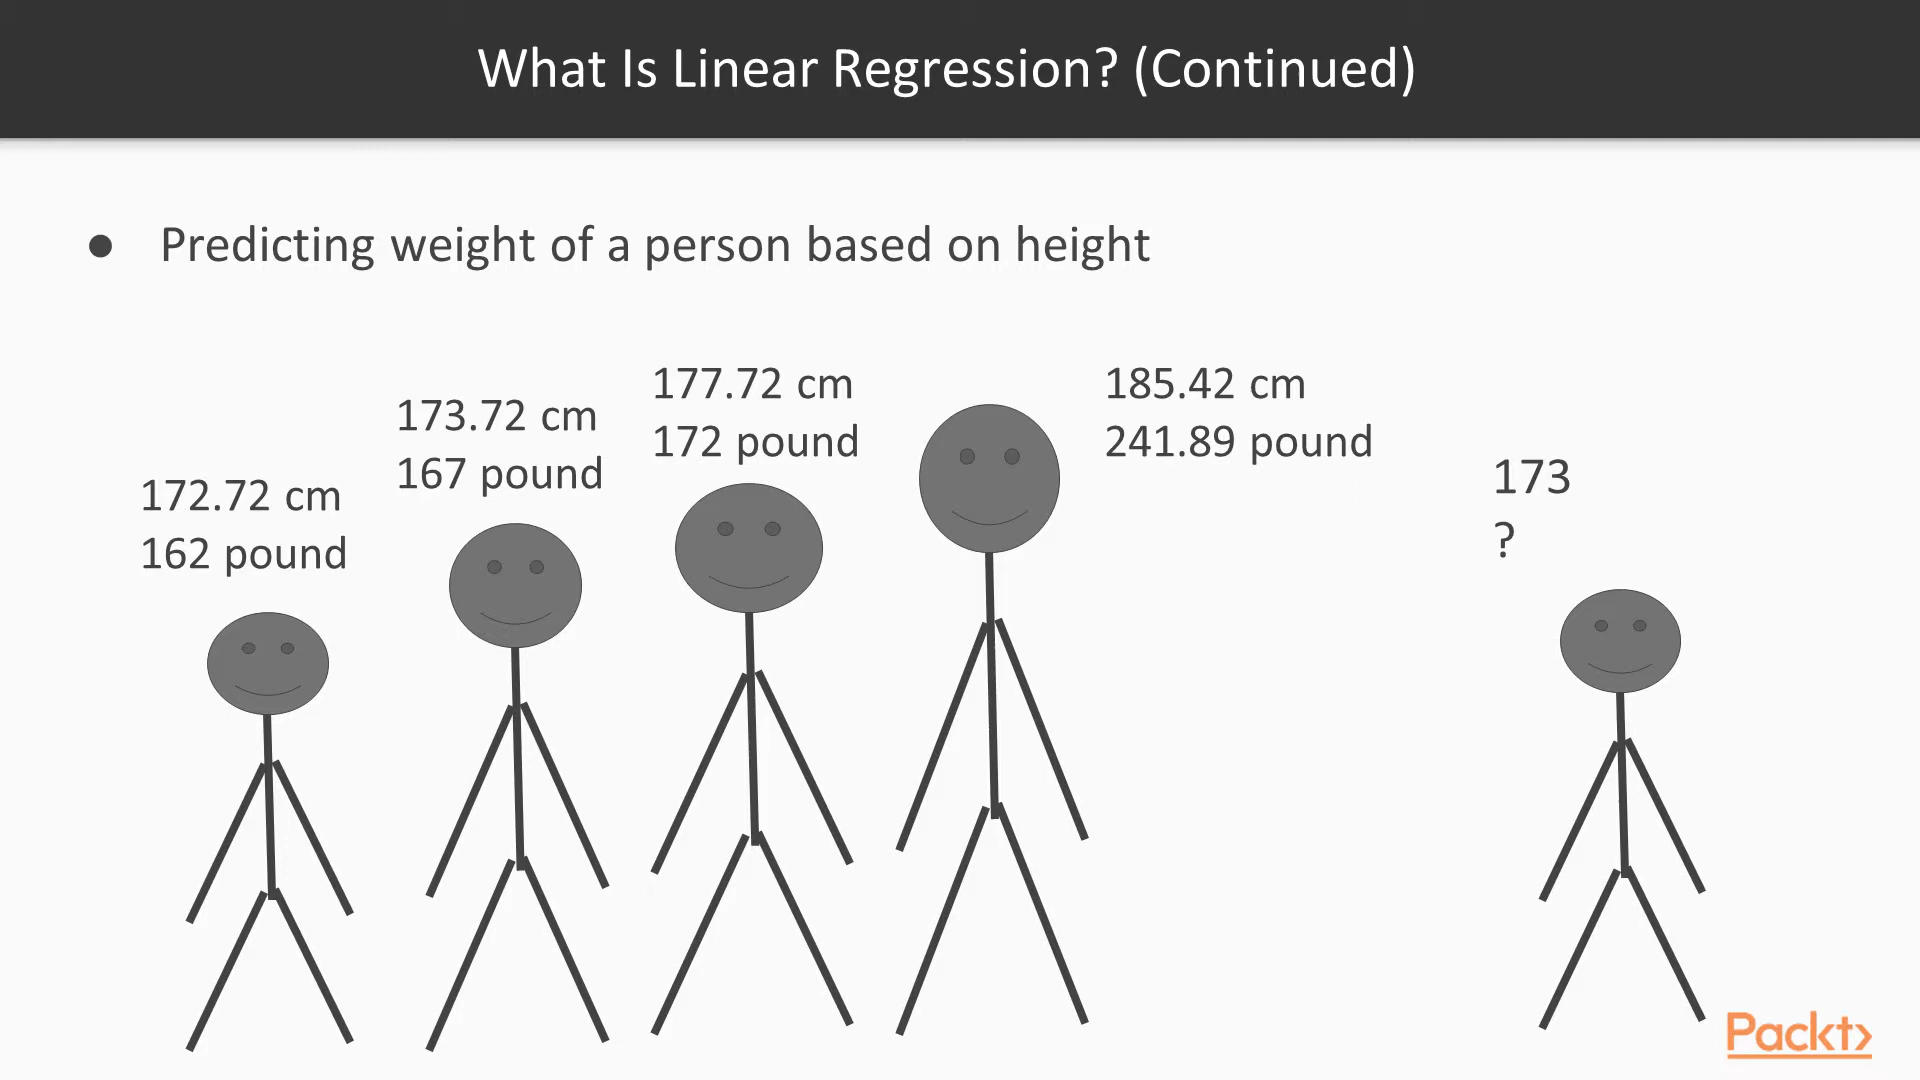 What Is Linear Regression? (Continued)
● Predicting weight of a person based on height
172.72 cm
162 pound
173.72 cm
167 pound
177.72 cm
172 pound
185.42 cm
241.89 pound
173
?
Packt>